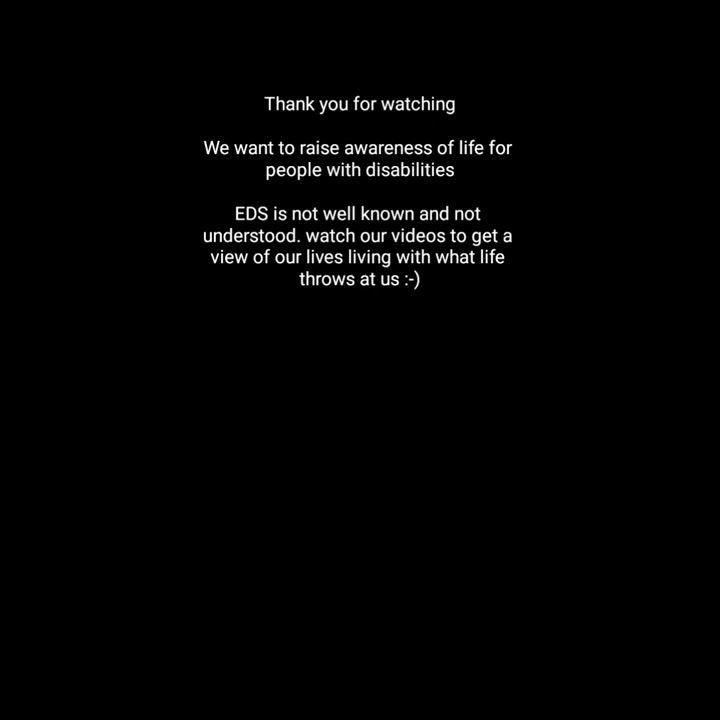 Thank you for watching
We want to raise awareness of life for
people with disabilities
EDS is not well known and not
understood. watch our videos to get a
view of our lives living with what life
throws at us :-)